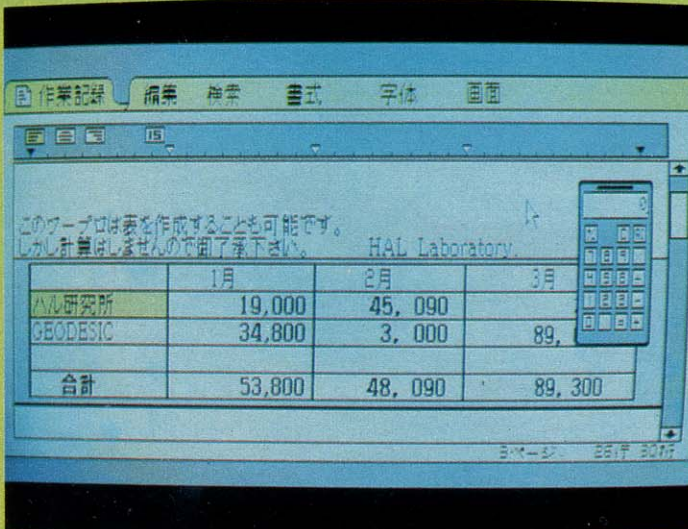 作業記録 編集 検索 書式 字体 画面
15
このワープロは表を作成することも可能です。
しかし計算はしませんので御了承下さい。 HAL Laboratory.
0
1月 2月 3月
ハル研究所 19,000 45, 090
GEODESIC 34,800 3, 000 89,
合計 53,800 48, 090 89, 300
3ページ 26行 30桁